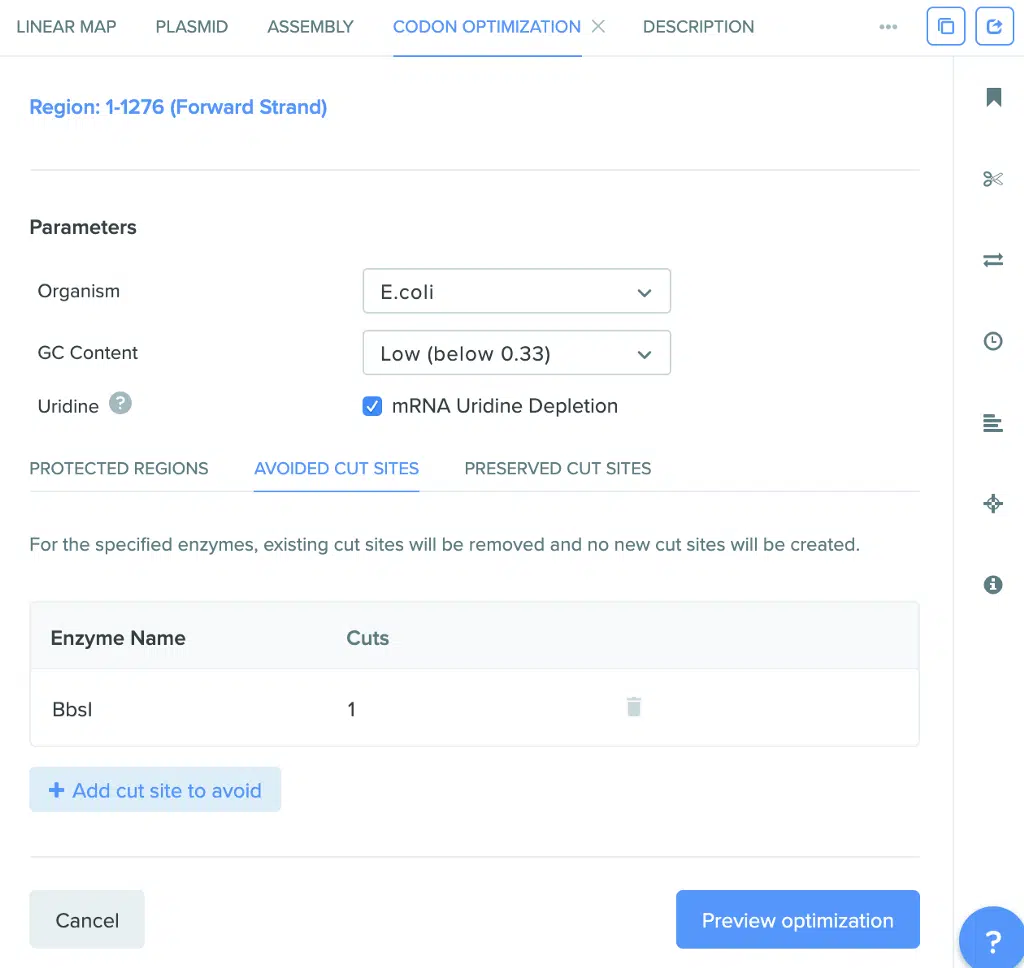 LINEAR MAP PLASMID ASSEMBLY CODON OPTIMIZATION DESCRIPTION
Region: 1-1276 (Forward Strand)
Parameters
Organism E.coli
GC Content Low (below 0.33)
Uridine ? mRNA Uridine Depletion
PROTECTED REGIONS AVOIDED CUT SITES PRESERVED CUT SITES
For the specified enzymes, existing cut sites will be removed and no new cut sites will be created.
Enzyme Name Cuts
BbsI 1
+ Add cut site to avoid
Cancel Preview optimization
?